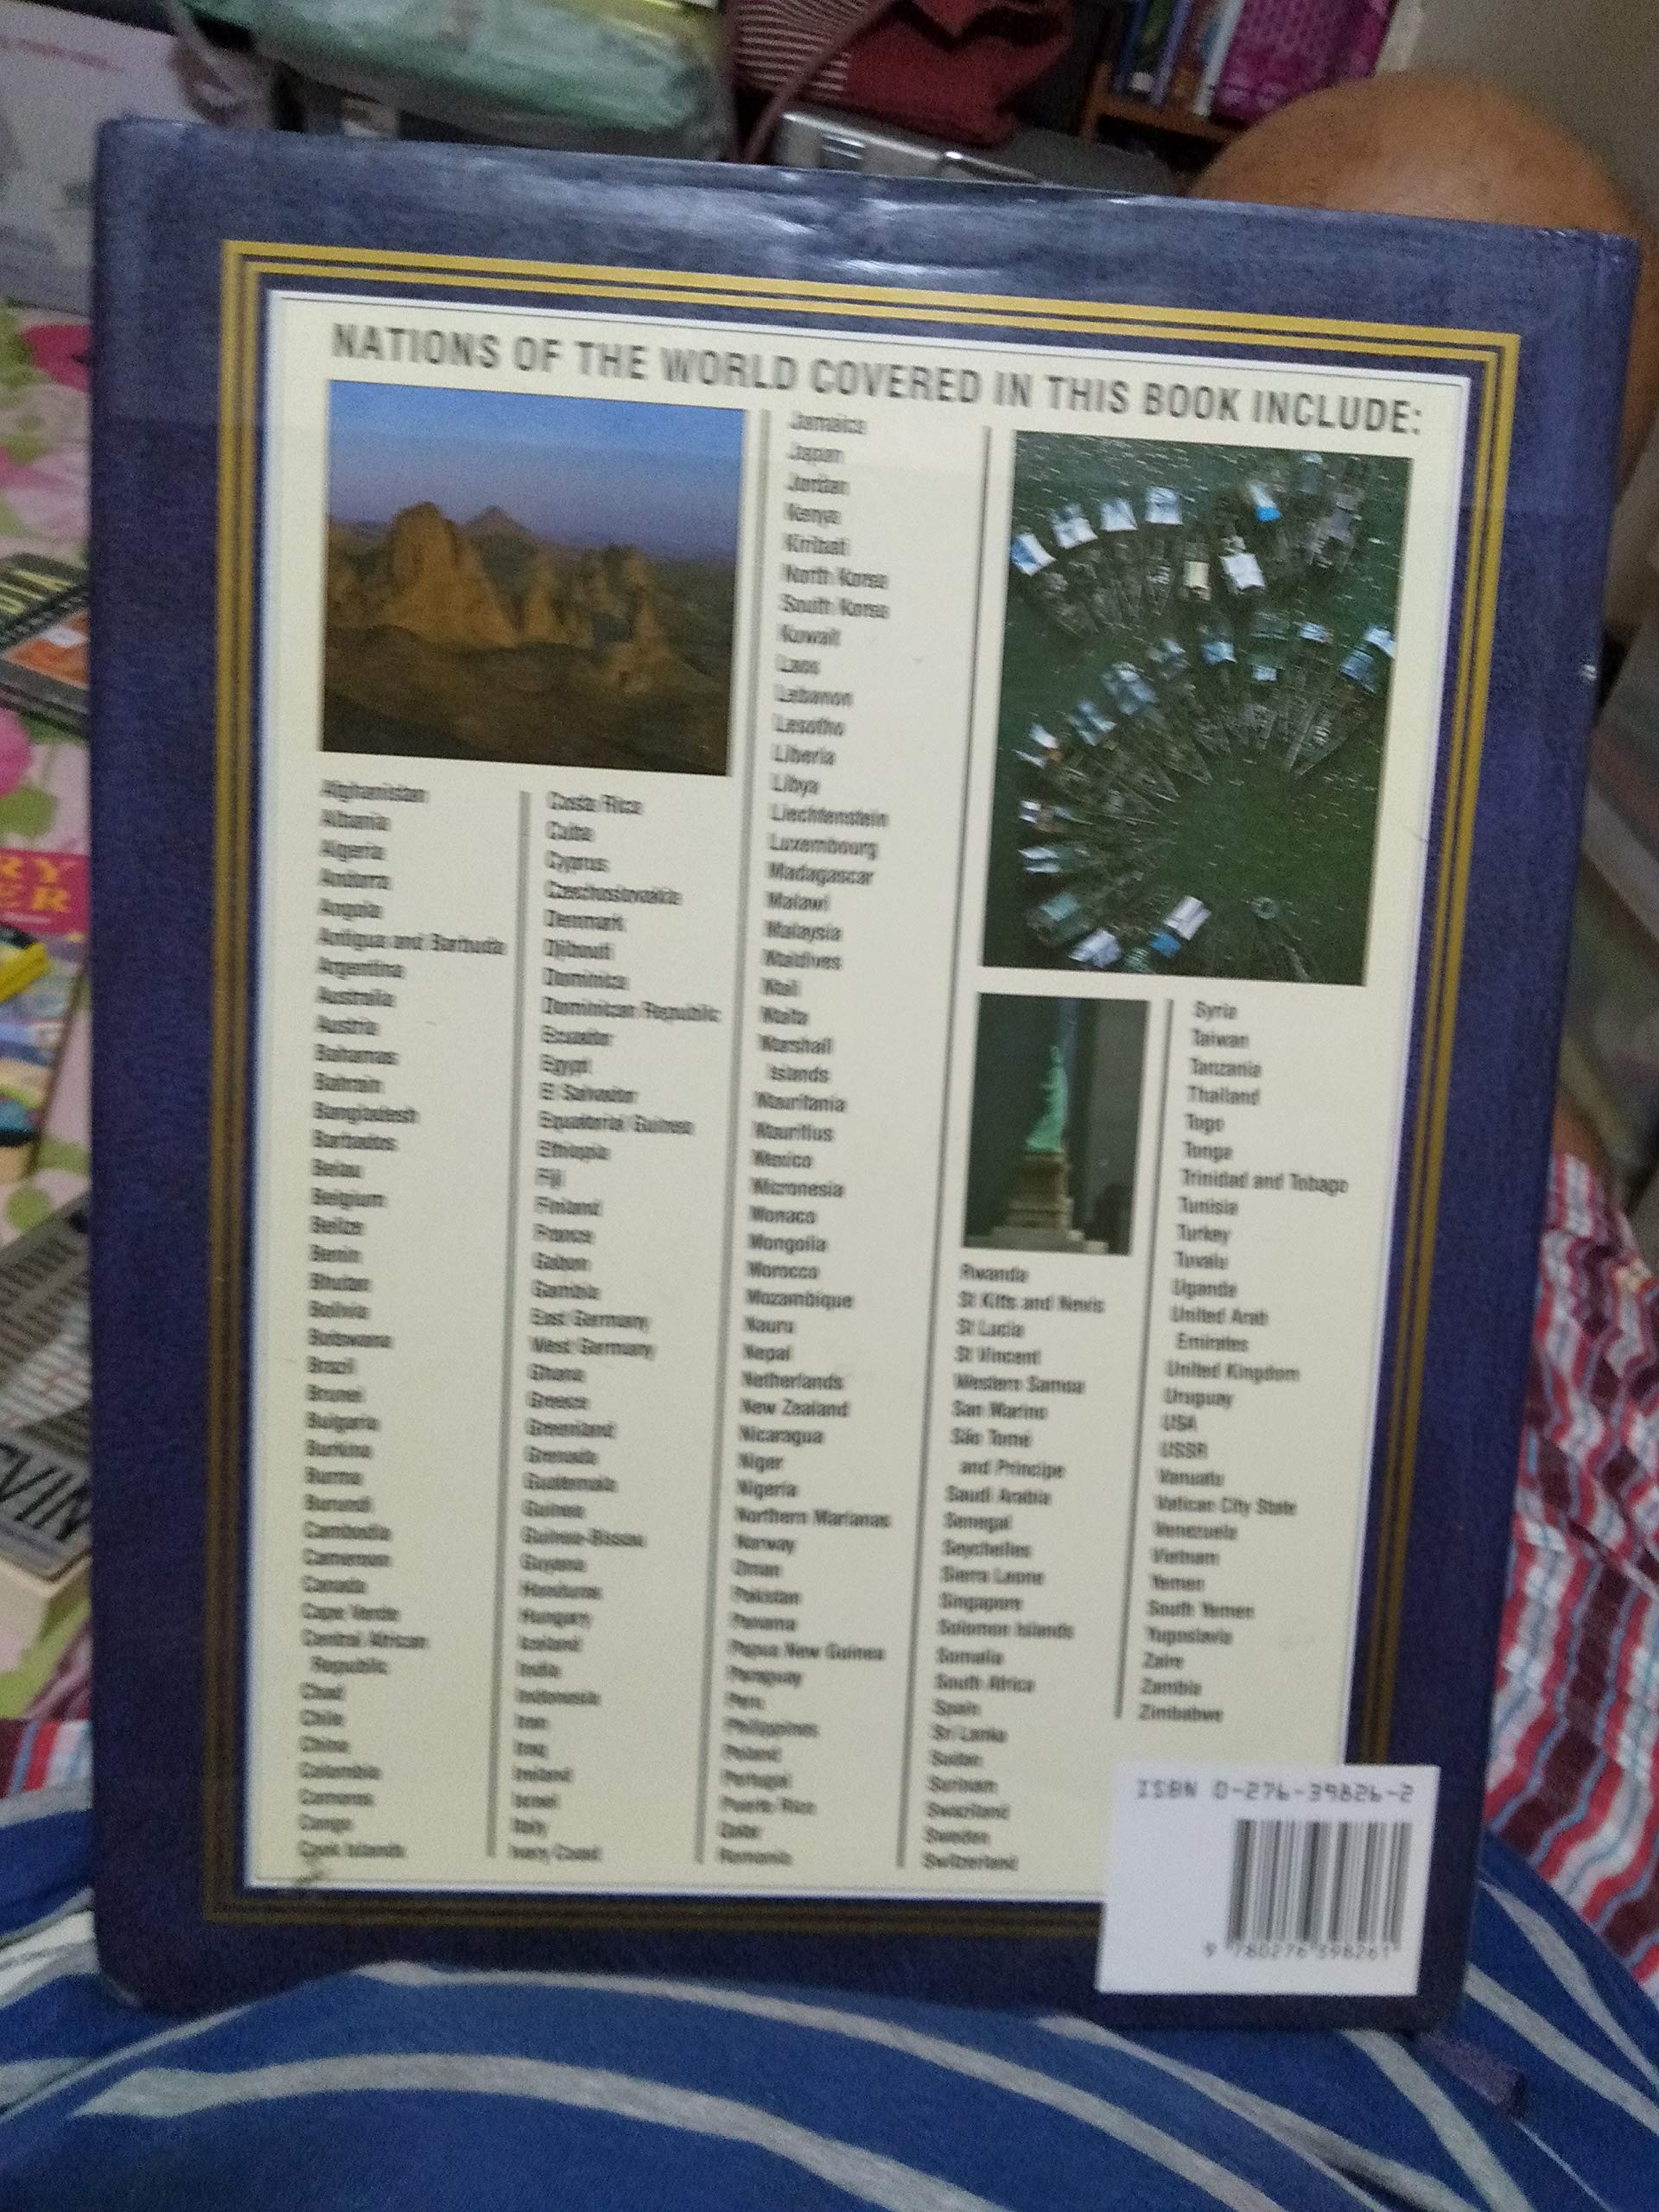 NATIONS OF THE WORLD COVERED IN THIS BOOK INCLUDE:
Afghanistan
Albania
Algeria
Andorra
Angola
Antigua and Barbuda
Argentina
Australia
Austria
Bahamas
Bahrain
Bangladesh
Barbados
Belau
Belgium
Belize
Benin
Bhutan
Bolivia
Botswana
Brazil
Brunei
Bulgaria
Burkina
Burma
Burundi
Cambodia
Cameroon
Canada
Cape Verde
Central African
Republic
Chad
Chile
China
Colombia
Comoros
Congo
Cook Islands
Costa Rica
Cuba
Cyprus
Czechoslovakia
Denmark
Djibouti
Dominica
Dominican Republic
Ecuador
Egypt
El Salvador
Equatorial Guinea
Ethiopia
Fiji
Finland
France
Gabon
Gambia
East Germany
West Germany
Ghana
Greece
Greenland
Grenada
Guatemala
Guinea
Guinea-Bissau
Guyana
Honduras
Hungary
Iceland
India
Indonesia
Iran
Iraq
Ireland
Israel
Italy
Ivory Coast
Jamaica
Japan
Jordan
Kenya
Kiribati
North Korea
South Korea
Kuwait
Laos
Lebanon
Lesotho
Liberia
Libya
Liechtenstein
Luxembourg
Madagascar
Malawi
Malaysia
Maldives
Mali
Malta
Marshall
Islands
Mauritania
Mauritius
Mexico
Micronesia
Monaco
Mongolia
Morocco
Mozambique
Nauru
Nepal
Netherlands
New Zealand
Nicaragua
Niger
Nigeria
Northern Marianas
Norway
Oman
Pakistan
Panama
Papua New Guinea
Paraguay
Peru
Philippines
Poland
Portugal
Puerto Rico
Qatar
Romania
Rwanda
St Kitts and Nevis
St Lucia
St Vincent
Western Samoa
San Marino
São Tomé
and Principe
Saudi Arabia
Senegal
Seychelles
Sierra Leone
Singapore
Solomon Islands
Somalia
South Africa
Spain
Sri Lanka
Sudan
Surinam
Swaziland
Sweden
Switzerland
Syria
Taiwan
Tanzania
Thailand
Togo
Tonga
Trinidad and Tobago
Tunisia
Turkey
Tuvalu
Uganda
United Arab
Emirates
United Kingdom
Uruguay
USA
USSR
Vanuatu
Vatican City State
Venezuela
Vietnam
Yemen
South Yemen
Yugoslavia
Zaire
Zambia
Zimbabwe
ISBN 0-276-39826-2
9 780276 398261